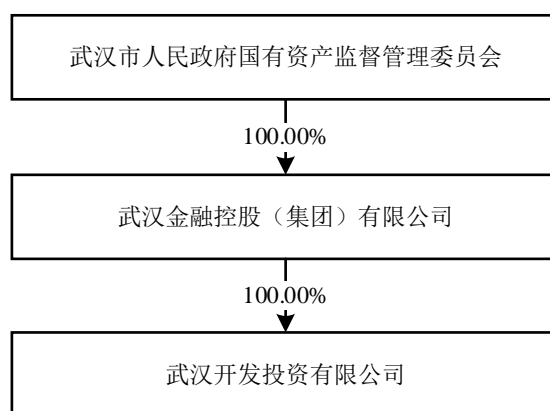 武汉市人民政府国有资产监督管理委员会
100.00%
武汉金融控股（集团）有限公司
100.00%
武汉开发投资有限公司